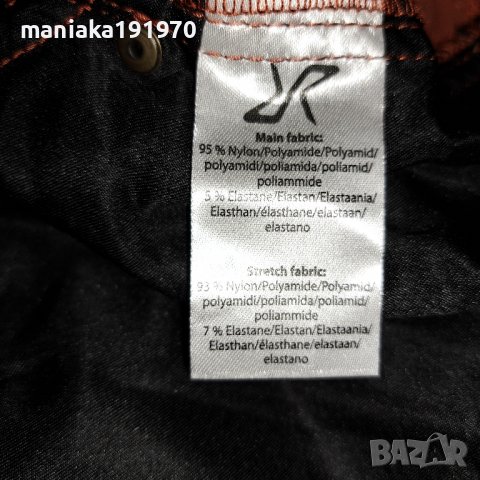 maniaka191970
Main fabric:
95 % Nylon/Polyamide/Polyamid/
polyamidi/poliamida/poliamid/
poliammide
5 % Elastane/Elastan/Elastaania/
Elasthan/élasthane/elastaan/
elastano
Stretch fabric:
93 % Nylon/Polyamide/Polyamid/
polyamidi/poliamida/poliamid/
poliammide
7 % Elastane/Elastan/Elastaania/
Elasthan/élasthane/elastaan/
elastano
BAZAR